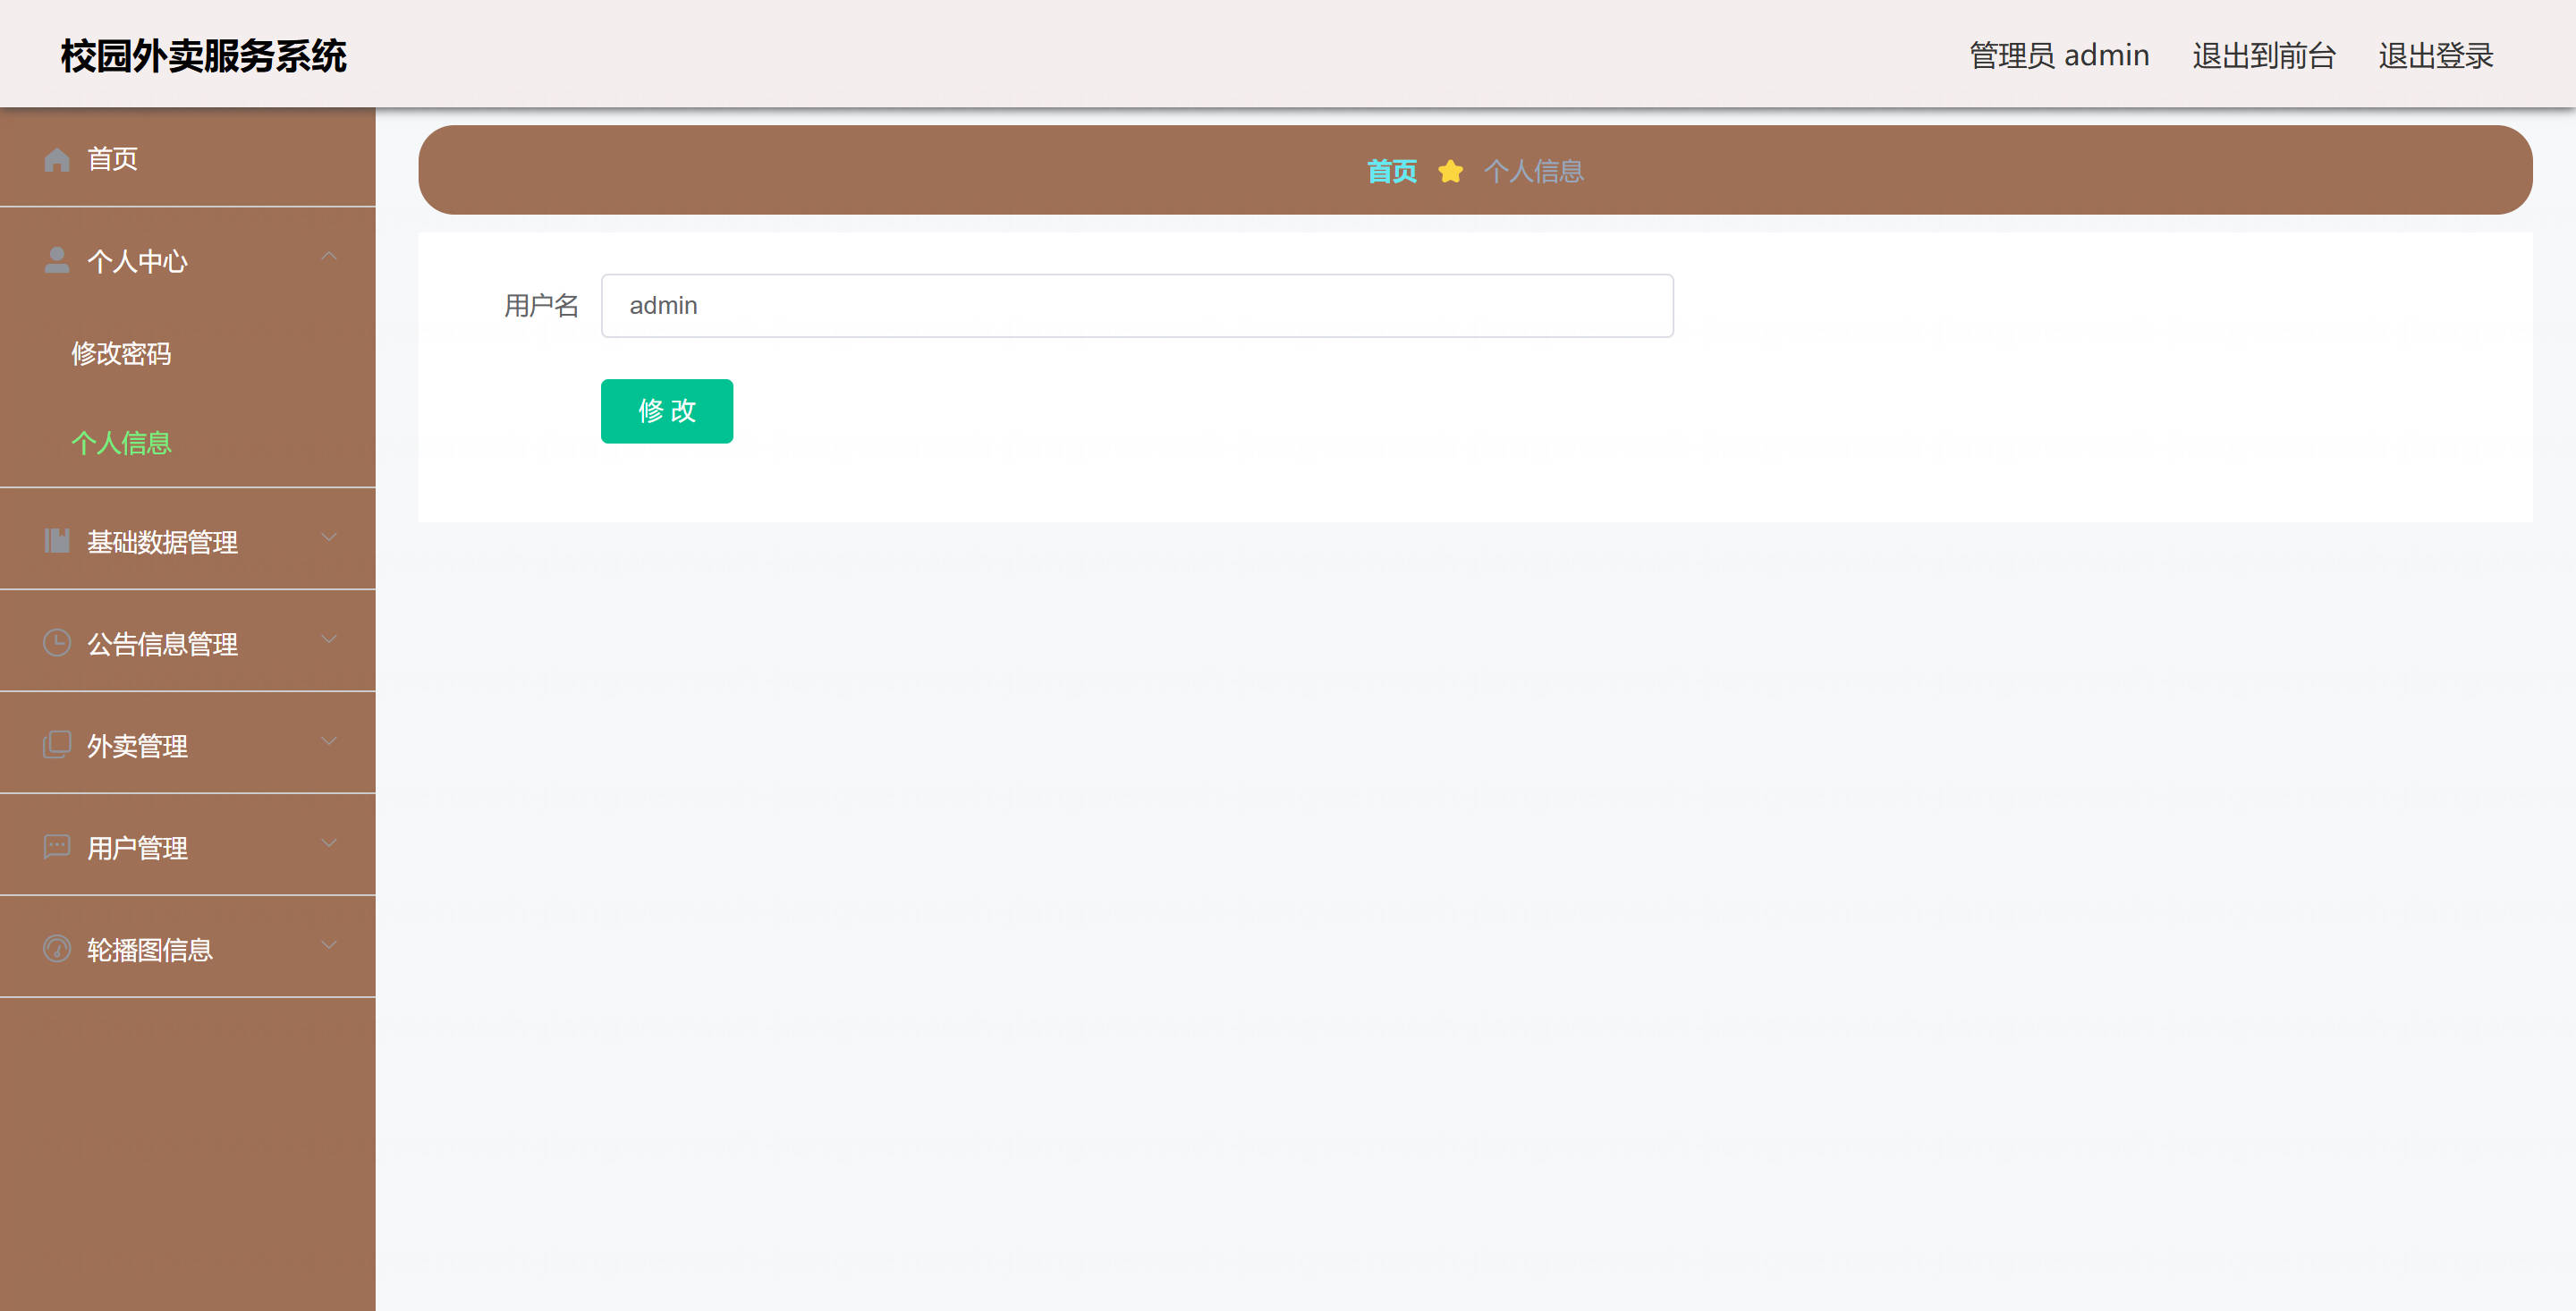 校园外卖服务系统
管理员 admin 退出到前台 退出登录
首页
个人中心
修改密码
个人信息
基础数据管理
公告信息管理
外卖管理
用户管理
轮播图信息
首页 个人信息
用户名 admin
修 改